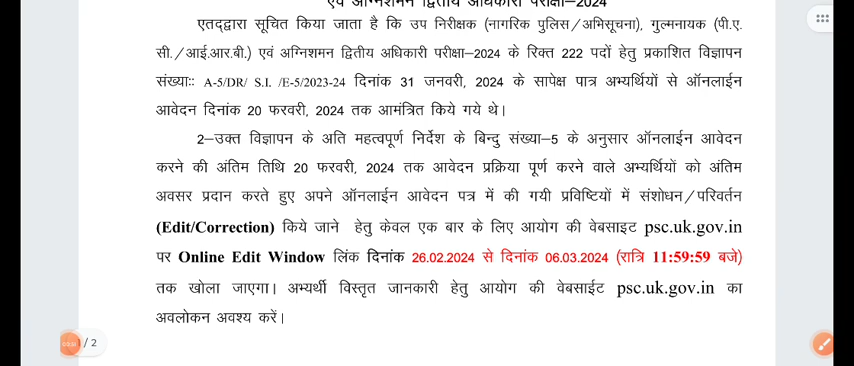 एवं अग्निशमन द्वितीय अधिकारी परीक्षा–2024
एतद्द्वारा सूचित किया जाता है कि उप निरीक्षक (नागरिक पुलिस/अभिसूचना), गुल्मनायक (पी.ए.
सी./आई.आर.बी.) एवं अग्निशमन द्वितीय अधिकारी परीक्षा–2024 के रिक्त 222 पदों हेतु प्रकाशित विज्ञापन
संख्याः A-5/DR/ S.I. /E-5/2023-24 दिनांक 31 जनवरी, 2024 के सापेक्ष पात्र अभ्यर्थियों से ऑनलाईन
आवेदन दिनांक 20 फरवरी, 2024 तक आमंत्रित किये गये थे।
2–उक्त विज्ञापन के अति महत्वपूर्ण निर्देश के बिन्दु संख्या–5 के अनुसार ऑनलाईन आवेदन
करने की अंतिम तिथि 20 फरवरी, 2024 तक आवेदन प्रक्रिया पूर्ण करने वाले अभ्यर्थियों को अंतिम
अवसर प्रदान करते हुए अपने ऑनलाईन आवेदन पत्र में की गयी प्रविष्टियों में संशोधन/परिवर्तन
(Edit/Correction) किये जाने हेतु केवल एक बार के लिए आयोग की वेबसाइट psc.uk.gov.in
पर Online Edit Window लिंक दिनांक 26.02.2024 से दिनांक 06.03.2024 (रात्रि 11:59:59 बजे)
तक खोला जाएगा। अभ्यर्थी विस्तृत जानकारी हेतु आयोग की वेबसाईट psc.uk.gov.in का
अवलोकन अवश्य करें।
/ 2